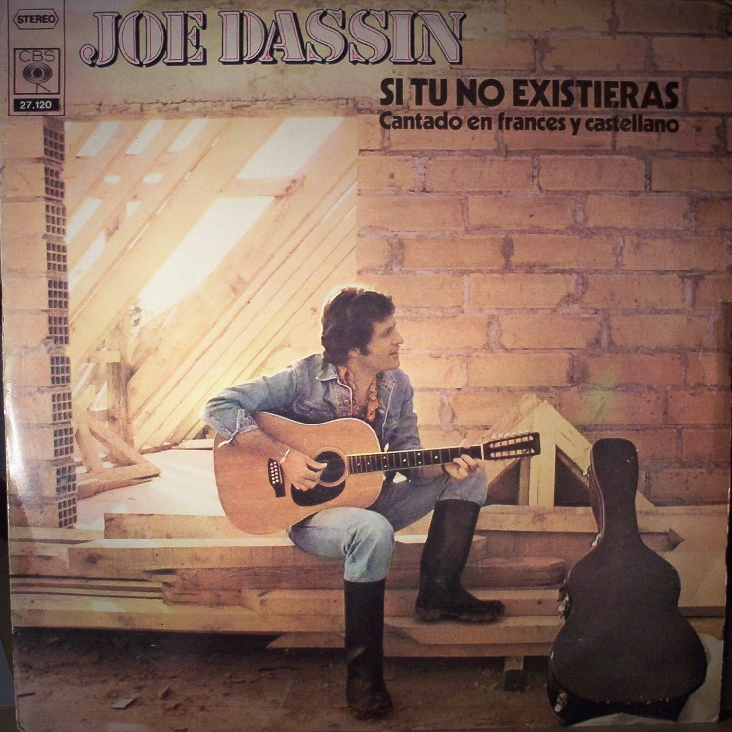 STEREO
CBS
27.120
JOE DASSIN
SI TU NO EXISTIERAS
Cantado en frances y castellano